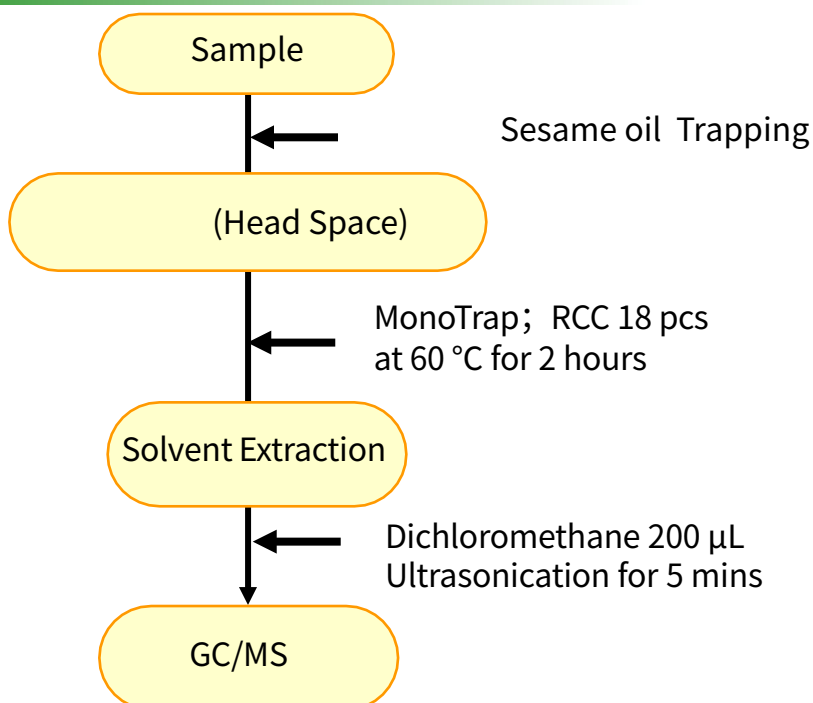 Sample
Sesame oil Trapping
(Head Space)
MonoTrap；RCC 18 pcs
at 60 °C for 2 hours
Solvent Extraction
Dichloromethane 200 µL
Ultrasonication for 5 mins
GC/MS